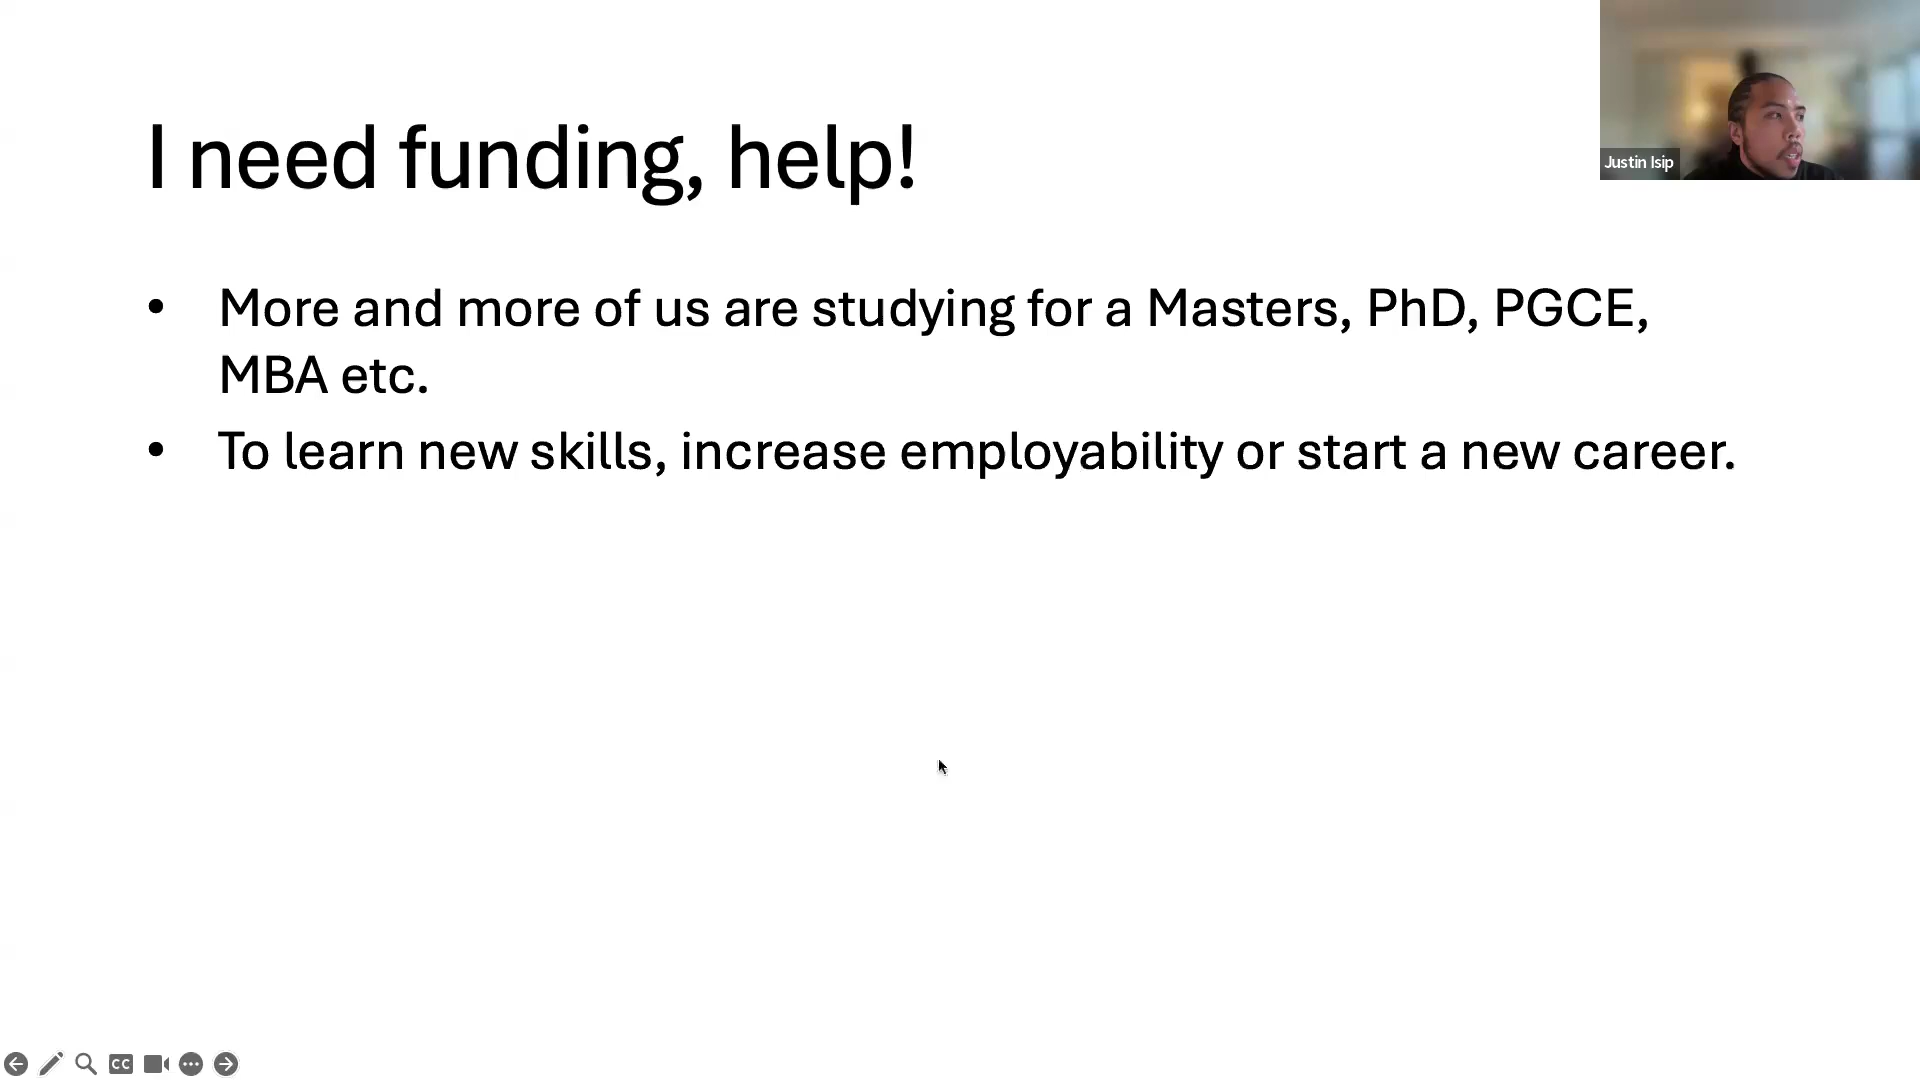 I need funding, help!
Justin Isip
• More and more of us are studying for a Masters, PhD, PGCE,
MBA etc.
• To learn new skills, increase employability or start a new career.
CC